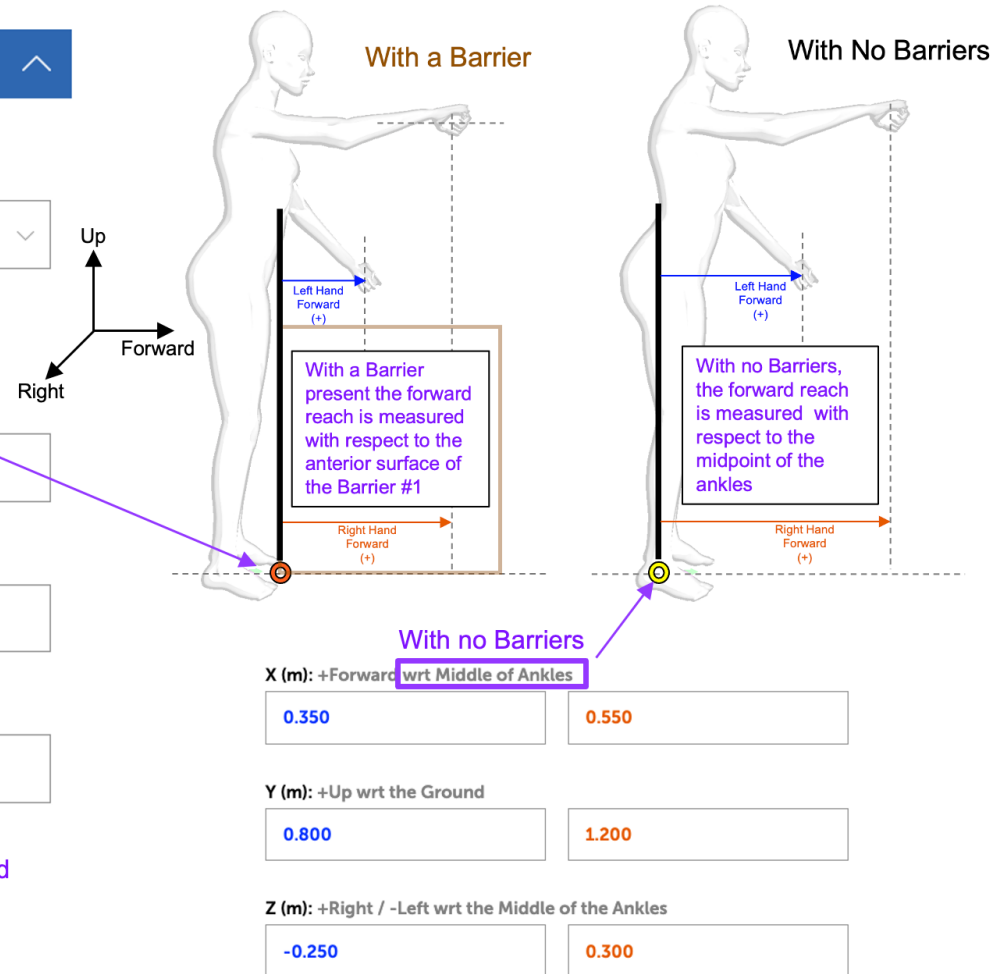 With a Barrier
With No Barriers
Up
Forward
Right
Left Hand
Forward
(+)
Left Hand
Forward
(+)
With a Barrier
present the forward
reach is measured
with respect to the
anterior surface of
the Barrier #1
With no Barriers,
the forward reach
is measured with
respect to the
midpoint of the
ankles
Right Hand
Forward
(+)
Right Hand
Forward
(+)
With no Barriers
X (m): +Forward wrt Middle of Ankles
0.350 0.550
Y (m): +Up wrt the Ground
0.800 1.200
d
Z (m): +Right / -Left wrt the Middle of the Ankles
-0.250 0.300